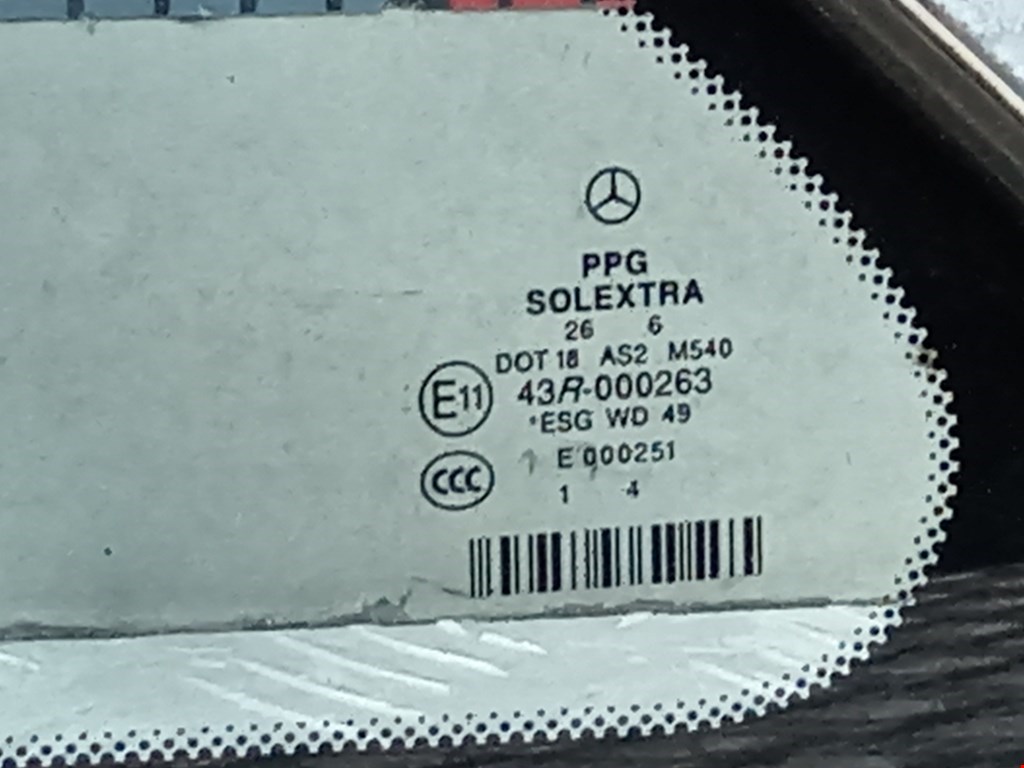 PPG
SOLEXTRA
26 6
DOT 18 AS2 M540
E11 43R-000263
ESG WD 49
E 000251
CCC
1 4